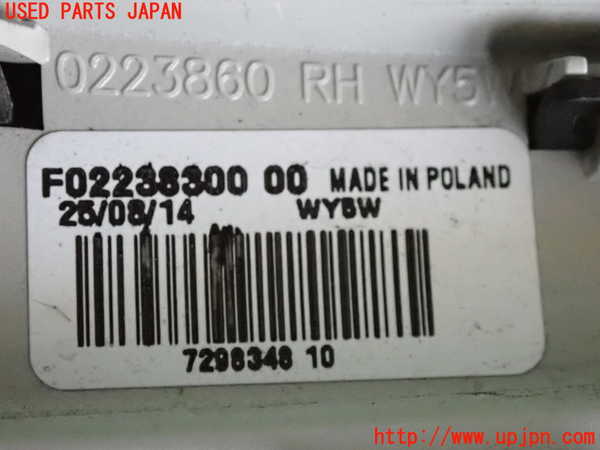 USED PARTS JAPAN
0223860 RH WY5W
F02238300 00 MADE IN POLAND
25/08/14 WY5W
7298348 10
http://www.upjpn.com/